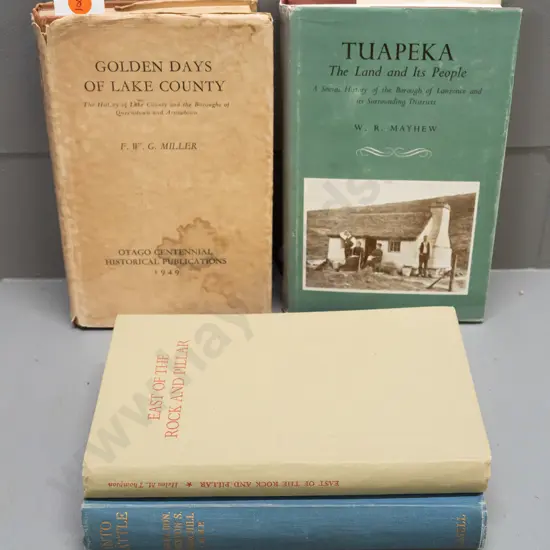 8
GOLDEN DAYS
OF LAKE COUNTY
The History of Lake County and the Boroughs of
Queenstown and Arrowtown
F. W. G. MILLER
OTAGO CENTENNIAL
HISTORICAL PUBLICATIONS
1949
TUAPEKA
The Land and Its People
A Social History of the Borough of Lawrence and
its Surrounding Districts
W. R. MAYHEW
EAST OF THE
ROCK AND PILLAR
EAST OF THE ROCK AND PILLAR ★ Helen M. Thompson